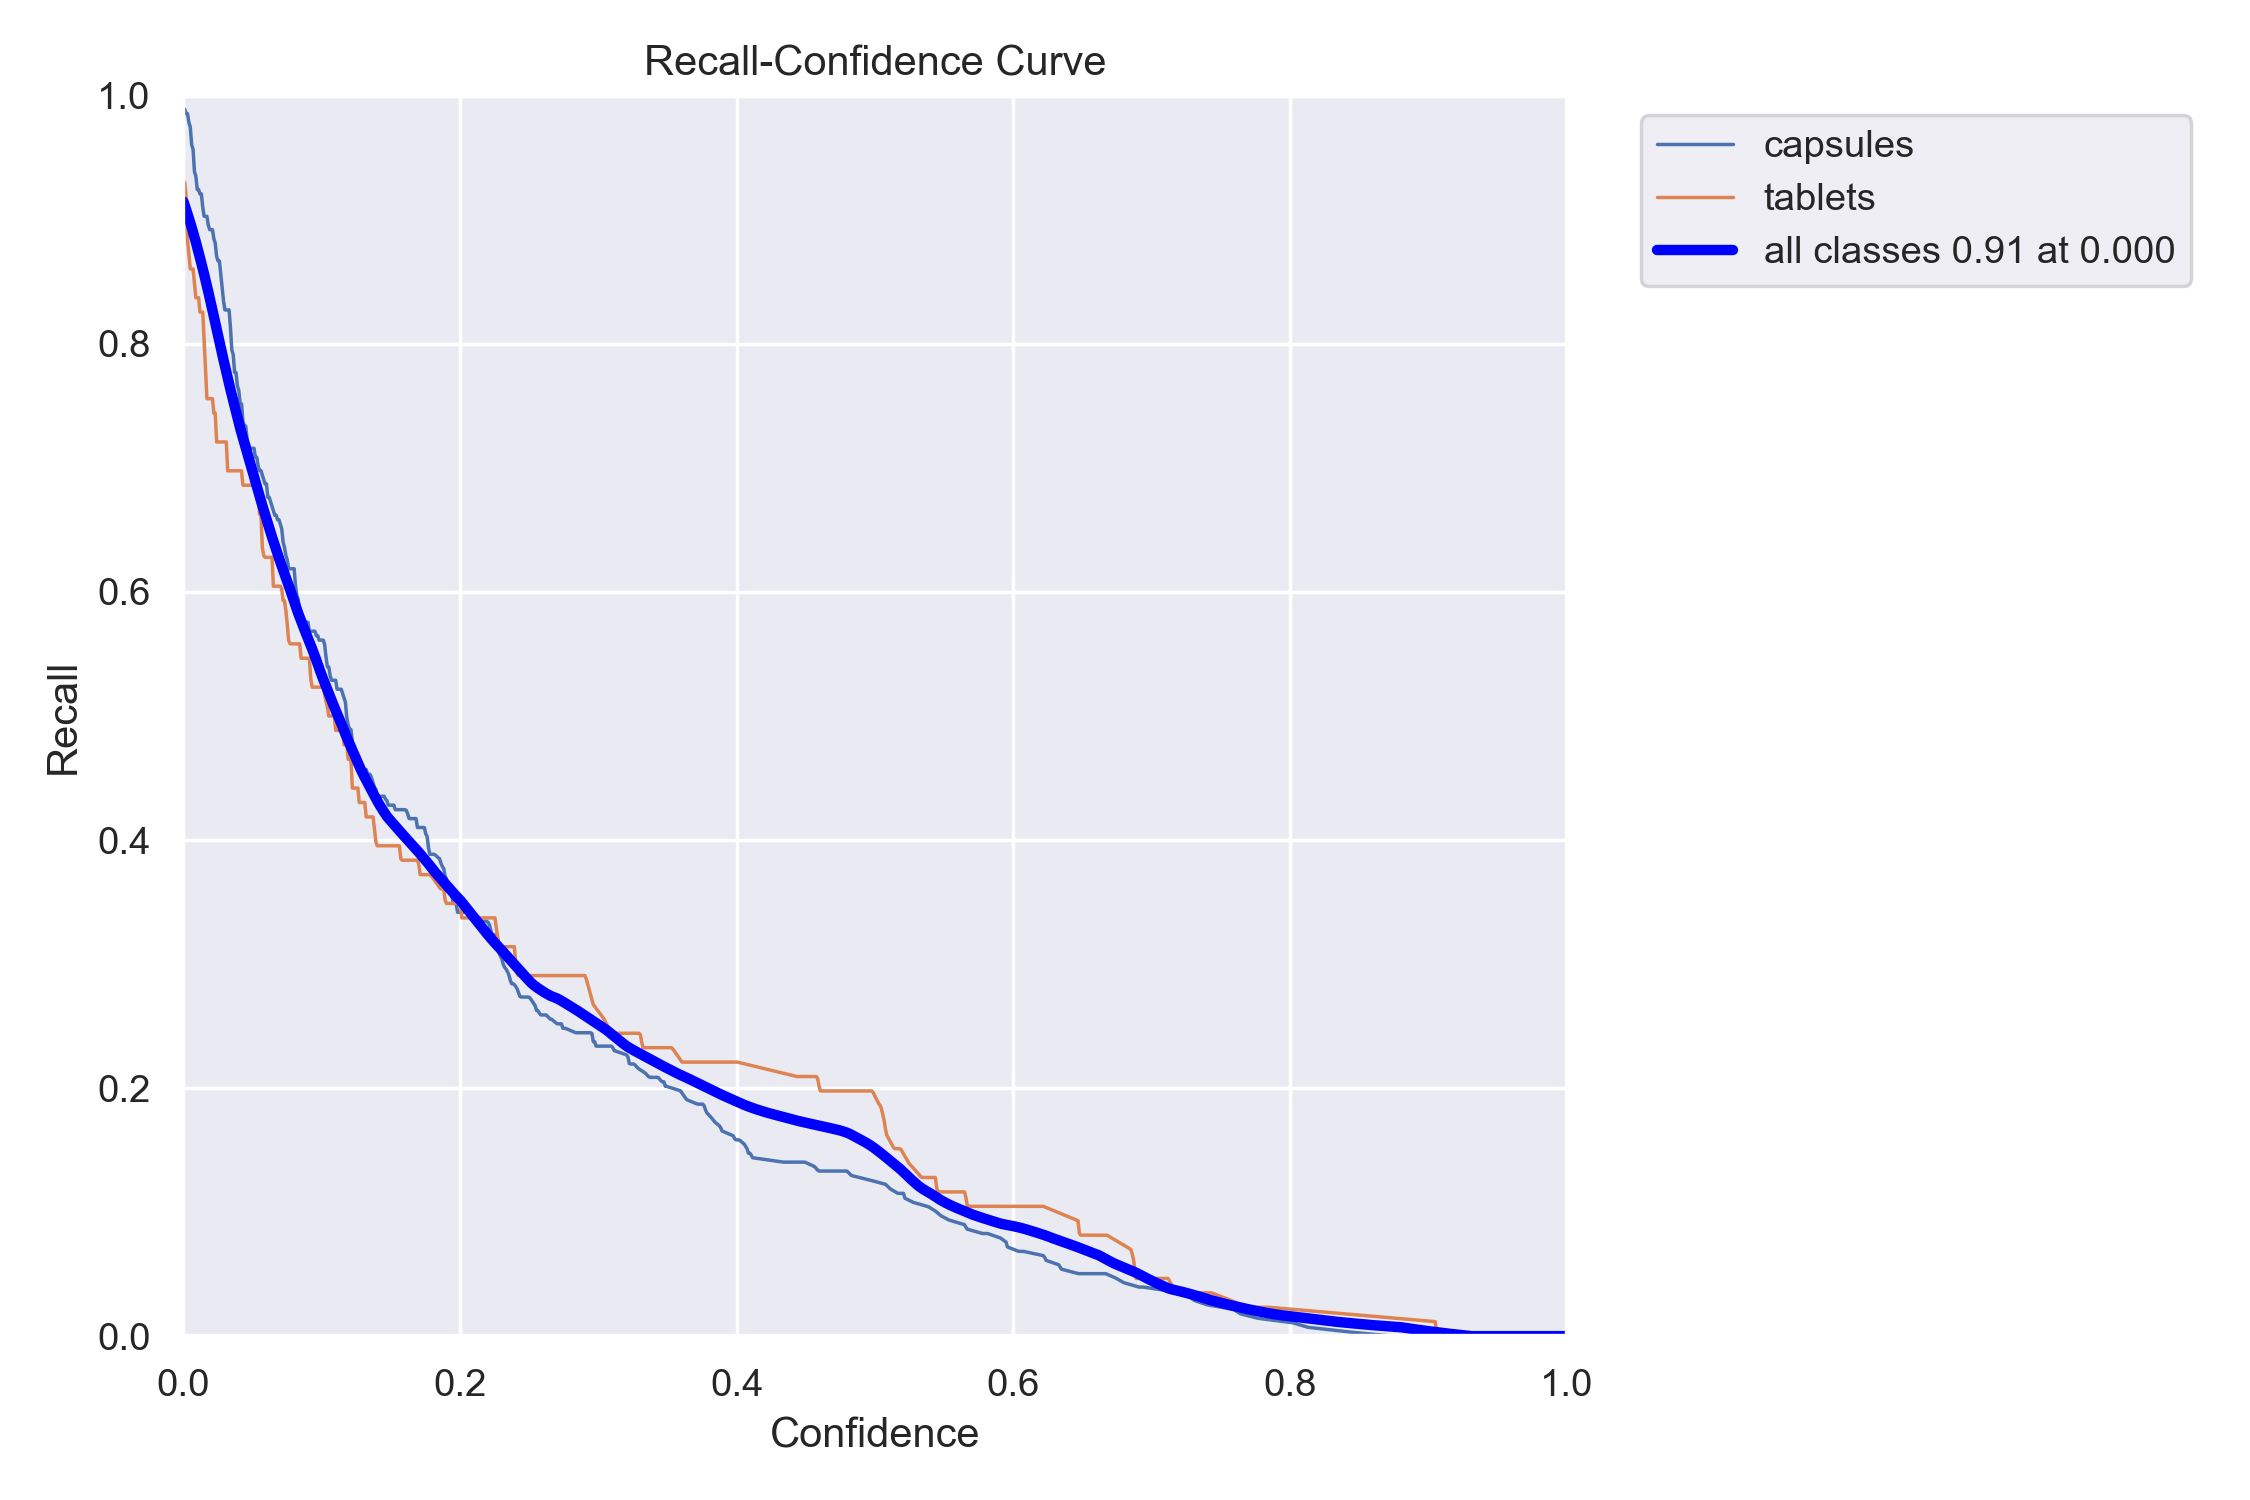 Recall-Confidence Curve
1.0
0.8
0.6
0.4
0.2
0.0
Recall
0.0 0.2 0.4 0.6 0.8 1.0
Confidence
capsules
tablets
all classes 0.91 at 0.000